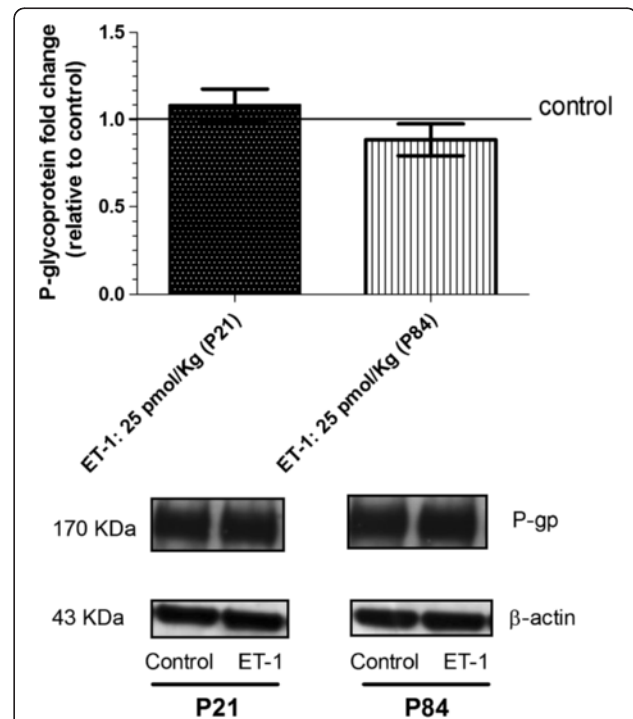 P-glycoprotein fold change
(relative to control)
1.5
1.0
0.5
0.0
control
ET-1: 25 pmol/Kg (P21)
ET-1: 25 pmol/Kg (P84)
170 KDa
P-gp
43 KDa
β-actin
Control ET-1 Control ET-1
P21 P84